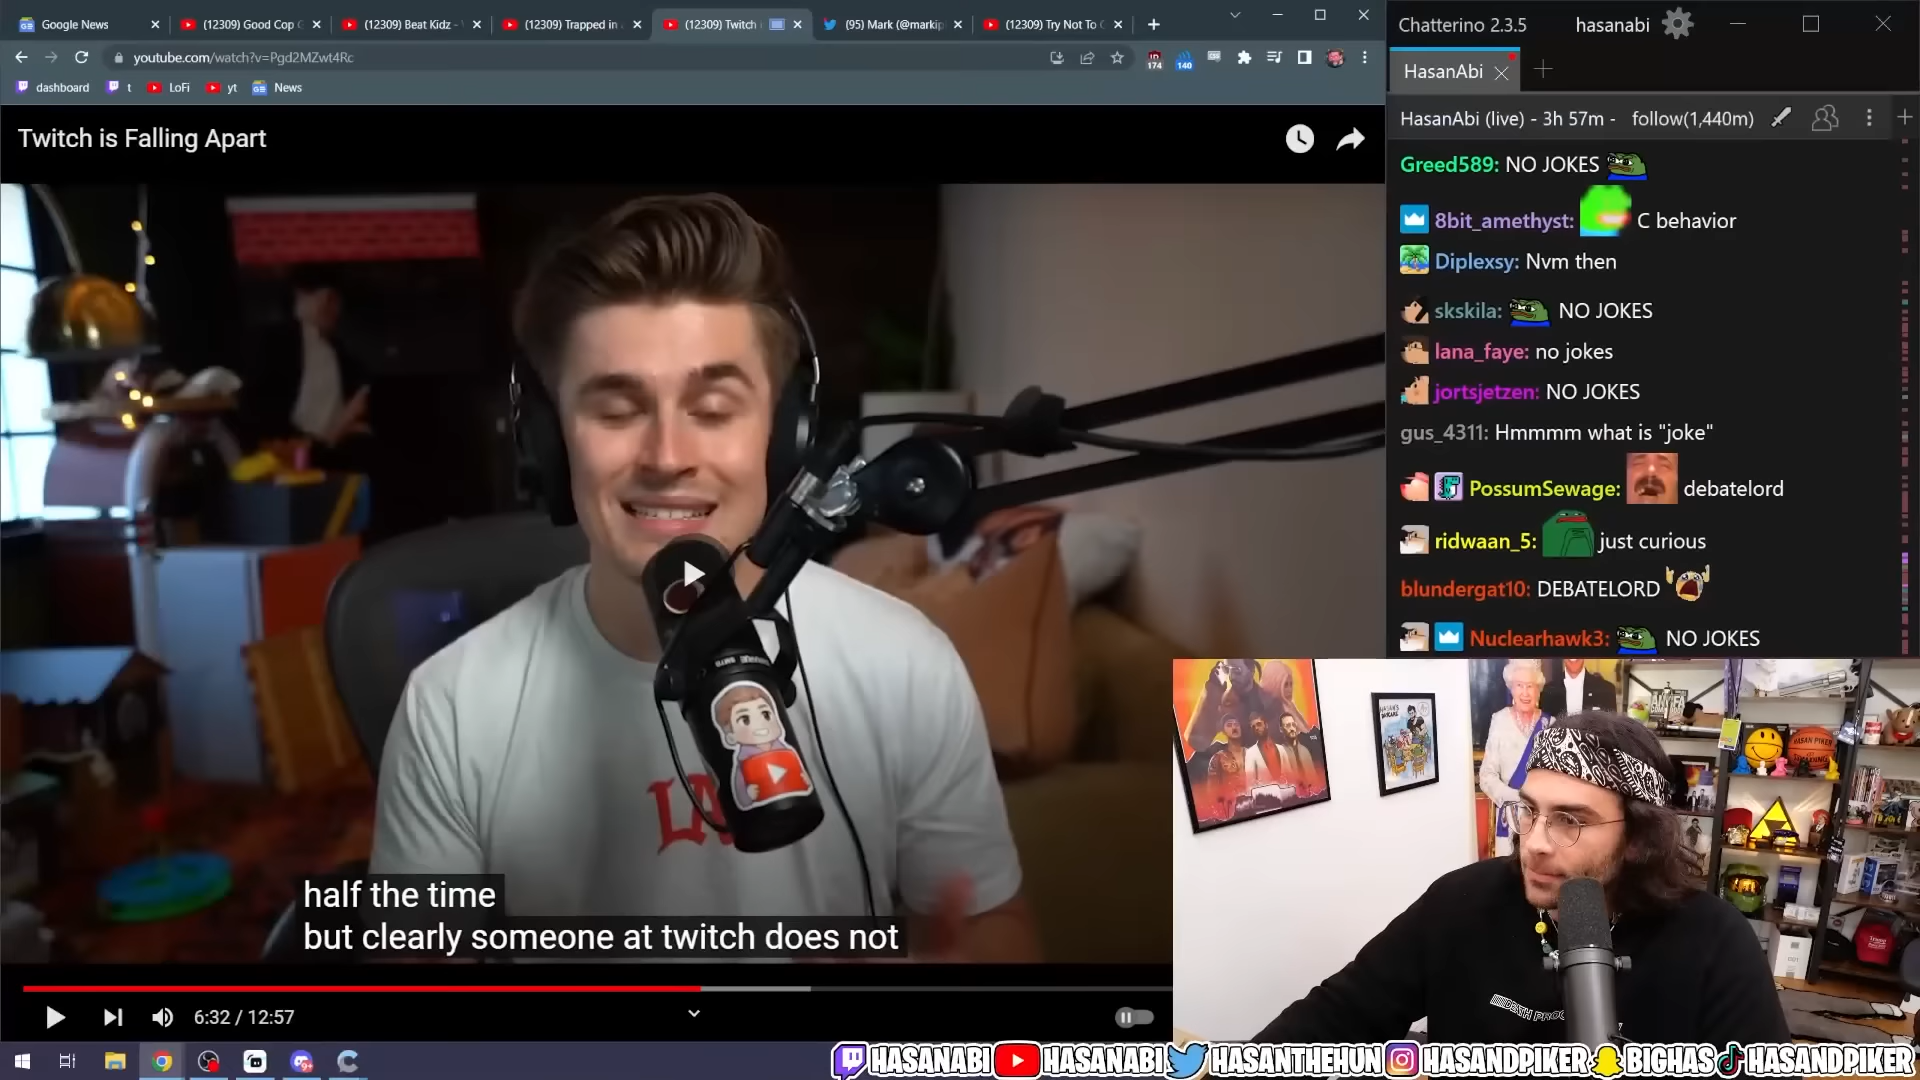 Google News
(12309) Good Cop
(12309) Beat Kidz -
(12309) Trapped in
(12309) Twitch
(95) Mark (@markip
(12309) Try Not To
youtube.com/watch?v=Pgd2MZwt4Rc
174
140
dashboard
t
LoFi
yt
News
Twitch is Falling Apart
half the time
but clearly someone at twitch does not
6:32 / 12:57
Chatterino 2.3.5
hasanabi
HasanAbi
HasanAbi (live) - 3h 57m - follow(1,440m)
Greed589: NO JOKES
8bit_amethyst: C behavior
Diplexsy: Nvm then
skskila: NO JOKES
lana_faye: no jokes
jortsjetzen: NO JOKES
gus_4311: Hmmmm what is "joke"
PossumSewage: debatelord
ridwaan_5: just curious
blundergat10: DEBATELORD
Nuclearhawk3: NO JOKES
HASAN PIKER
HASANABI
HASANABI
HASANTHEHUN
HASANDPIKER
BIGHAS
HASANDPIKER